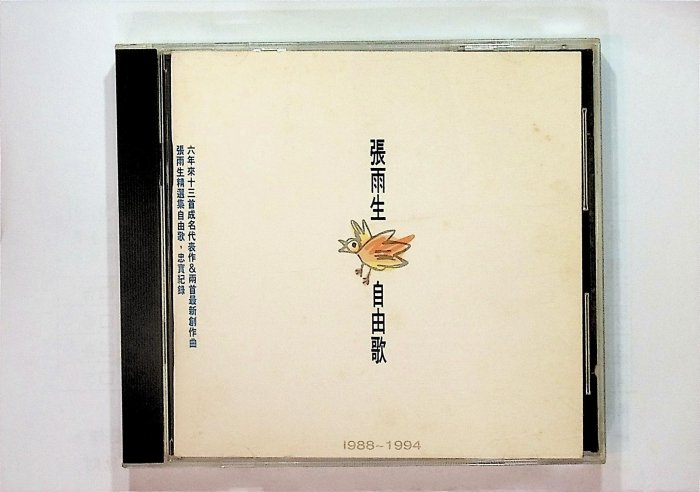 張雨生
自由歌
六年來十三首成名代表作&兩首最新創作曲
張雨生精選集自由歌，忠實紀錄
1988~1994